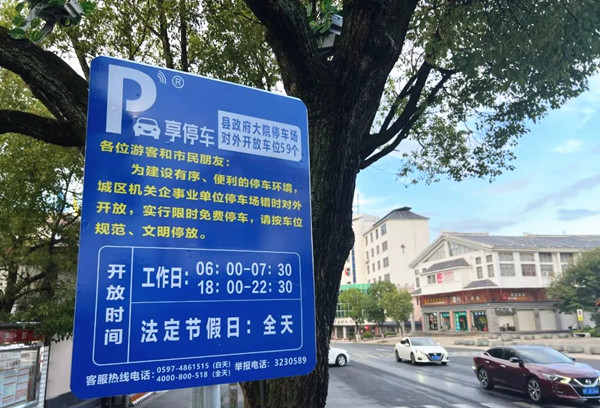 P ®
享停车
县政府大院停车场
对外开放车位59个
各位游客和市民朋友：
为建设有序、便利的停车环境，
城区机关企事业单位停车场错时对外
开放，实行限时免费停车，请按车位
规范、文明停放。
开放时间
工作日：06：00-07：30
18：00-22：30
法定节假日：全天
客服热线电话：0597-4861515（白天） 4000-800-518（全天） 举报电话：3230589